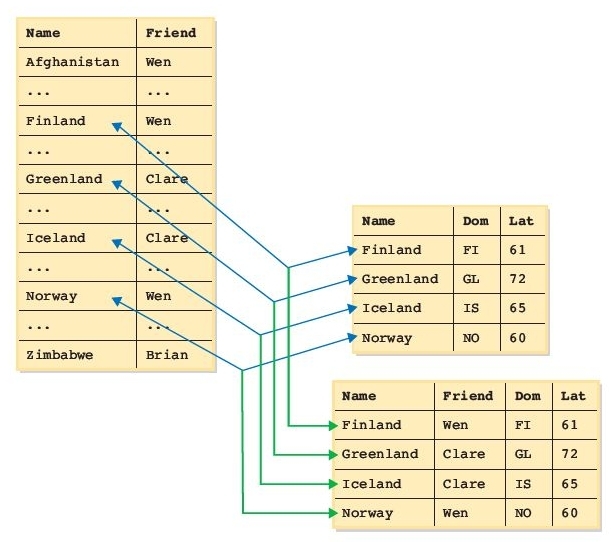 Name Friend
Afghanistan Wen
... ...
Finland Wen
... ...
Greenland Clare
... ...
Iceland Clare
... ...
Norway Wen
... ...
Zimbabwe Brian
Name Dom Lat
Finland FI 61
Greenland GL 72
Iceland IS 65
Norway NO 60
Name Friend Dom Lat
Finland Wen FI 61
Greenland Clare GL 72
Iceland Clare IS 65
Norway Wen NO 60